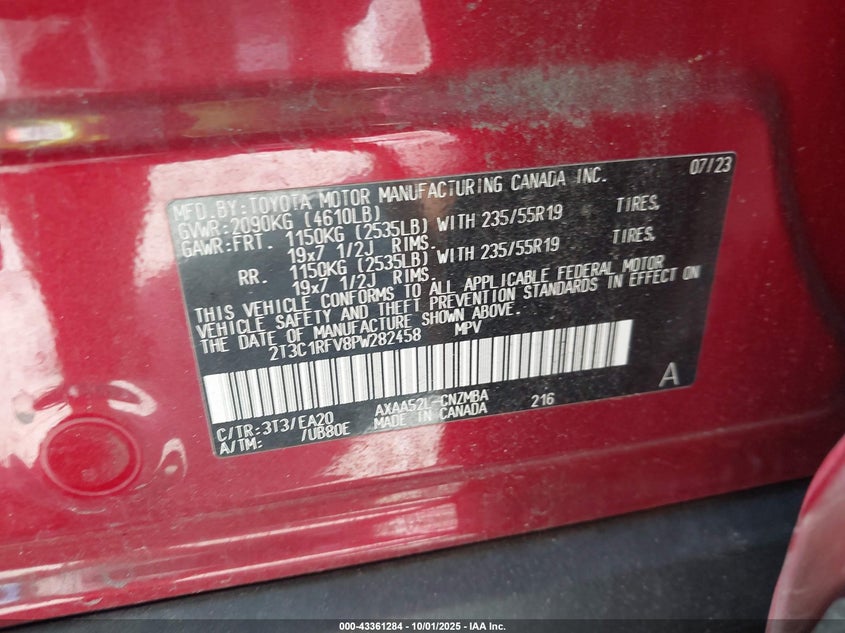 MFD.BY:TOYOTA MOTOR MANUFACTURING CANADA INC. 07/23
GVWR:2090KG (4610LB)
GAWR:FRT. 1150KG (2535LB) WITH 235/55R19 TIRES,
19x7 1/2J RIMS.
RR. 1150KG (2535LB) WITH 235/55R19 TIRES,
19x7 1/2J RIMS.
THIS VEHICLE CONFORMS TO ALL APPLICABLE FEDERAL MOTOR
VEHICLE SAFETY AND THEFT PREVENTION STANDARDS IN EFFECT ON
THE DATE OF MANUFACTURE SHOWN ABOVE.
2T3C1RFV8PW282458 MPV
A
C/TR:3T3/EA20 AXAA52L-CNZMBA 216
A/TM: /UB80E MADE IN CANADA
000-43361284 - 10/01/2025 - IAA Inc.